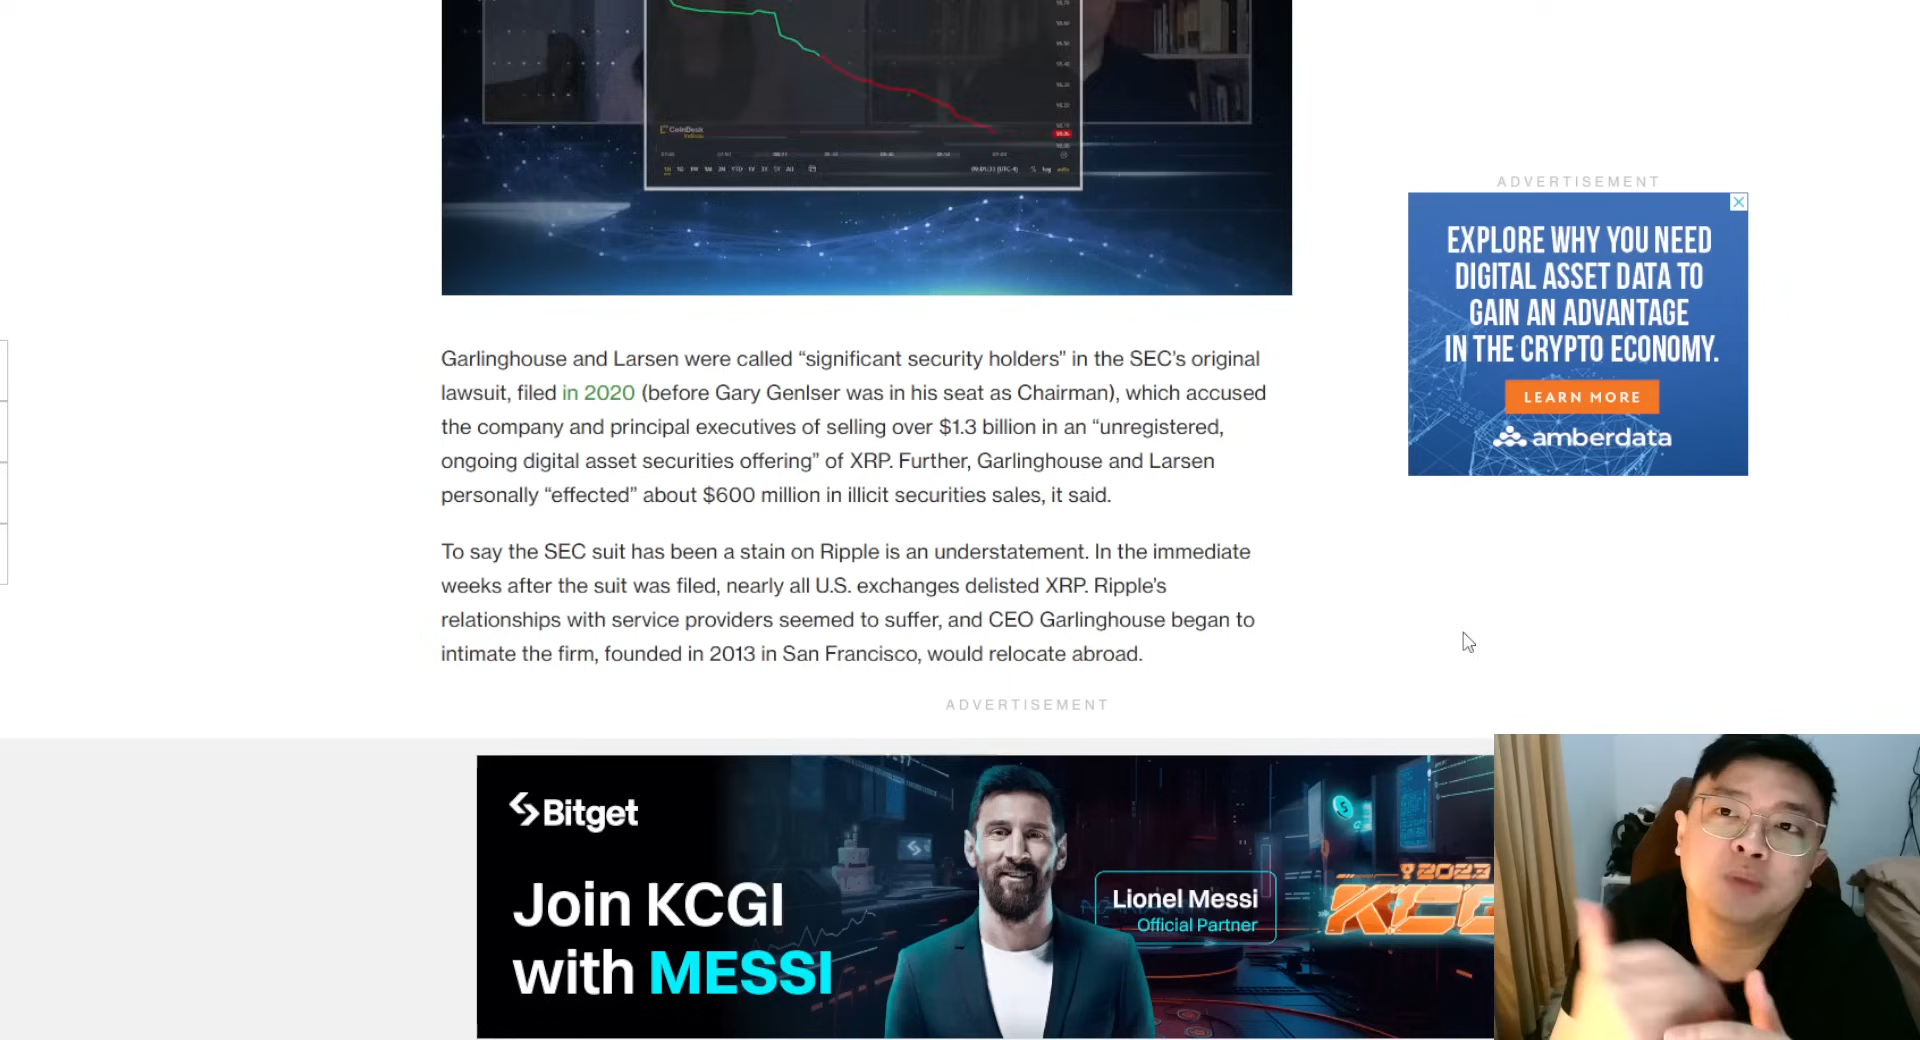 CoinDesk
Indices
1D
ADVERTISEMENT
EXPLORE WHY YOU NEED
DIGITAL ASSET DATA TO
GAIN AN ADVANTAGE
IN THE CRYPTO ECONOMY.
LEARN MORE
amberdata
Garlinghouse and Larsen were called “significant security holders” in the SEC’s original
lawsuit, filed in 2020 (before Gary Genlser was in his seat as Chairman), which accused
the company and principal executives of selling over $1.3 billion in an “unregistered,
ongoing digital asset securities offering” of XRP. Further, Garlinghouse and Larsen
personally “effected” about $600 million in illicit securities sales, it said.
To say the SEC suit has been a stain on Ripple is an understatement. In the immediate
weeks after the suit was filed, nearly all U.S. exchanges delisted XRP. Ripple’s
relationships with service providers seemed to suffer, and CEO Garlinghouse began to
intimate the firm, founded in 2013 in San Francisco, would relocate abroad.
ADVERTISEMENT
Bitget
Join KCGI
with MESSI
Lionel Messi
Official Partner
2023